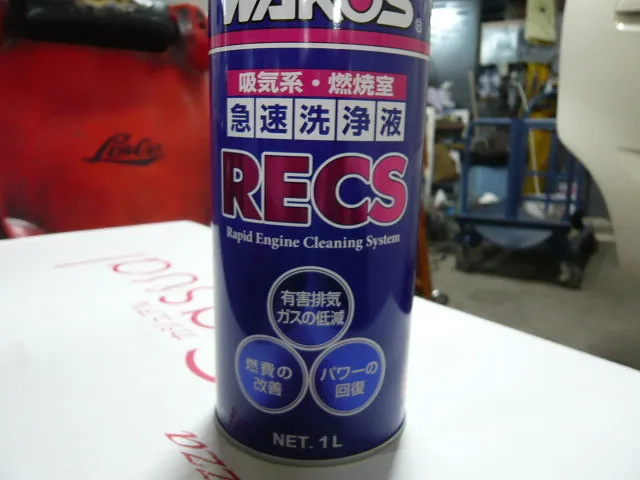 WAKO'S
吸気系・燃焼室
急速洗浄液
RECS
Rapid Engine Cleaning System
有害排気
ガスの低減
燃費の
改善
パワーの
回復
NET. 1L